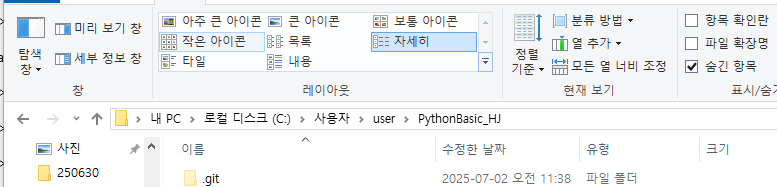 미리 보기 창
세부 정보 창
탐색 창
창
아주 큰 아이콘
큰 아이콘
보통 아이콘
작은 아이콘
목록
자세히
타일
내용
레이아웃
정렬 기준
분류 방법
열 추가
모든 열 너비 조정
현재 보기
항목 확인란
파일 확장명
숨긴 항목
표시/숨기
내 PC > 로컬 디스크 (C:) > 사용자 > user > PythonBasic_HJ
사진
250630
이름 수정한 날짜 유형 크기
.git 2025-07-02 오전 11:38 파일 폴더